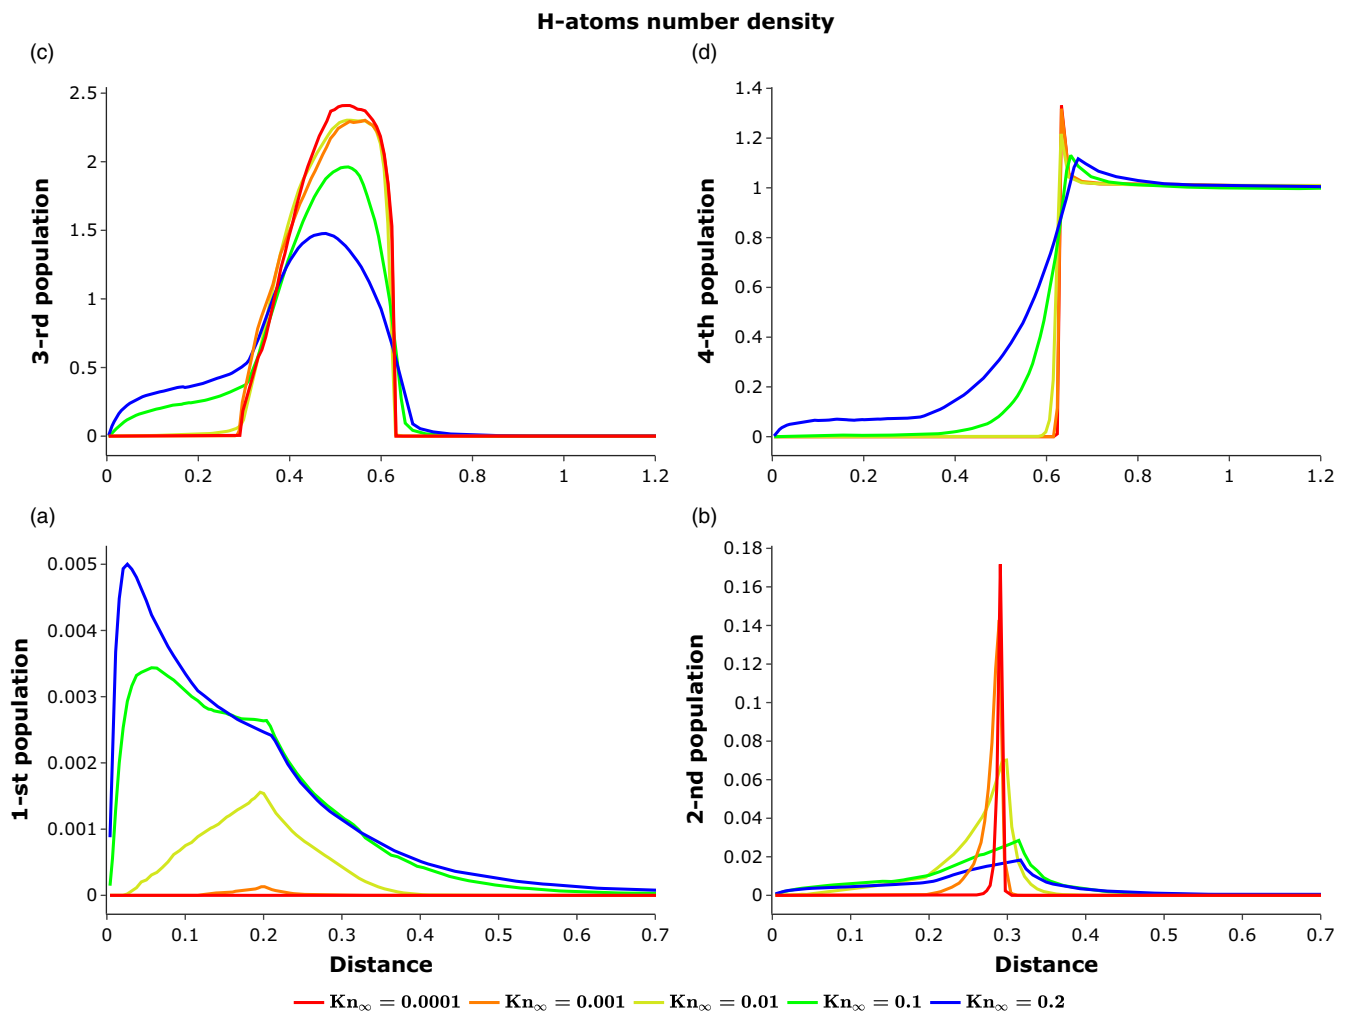 H-atoms number density
(c)
3-rd population
2.5
2
1.5
1
0.5
0
0 0.2 0.4 0.6 0.8 1 1.2
(d)
4-th population
1.4
1.2
1
0.8
0.6
0.4
0.2
0
0 0.2 0.4 0.6 0.8 1 1.2
(a)
1-st population
0.005
0.004
0.003
0.002
0.001
0
0 0.1 0.2 0.3 0.4 0.5 0.6 0.7
Distance
(b)
2-nd population
0.18
0.16
0.14
0.12
0.1
0.08
0.06
0.04
0.02
0
0 0.1 0.2 0.3 0.4 0.5 0.6 0.7
Distance
Kn∞ = 0.0001 Kn∞ = 0.001 Kn∞ = 0.01 Kn∞ = 0.1 Kn∞ = 0.2